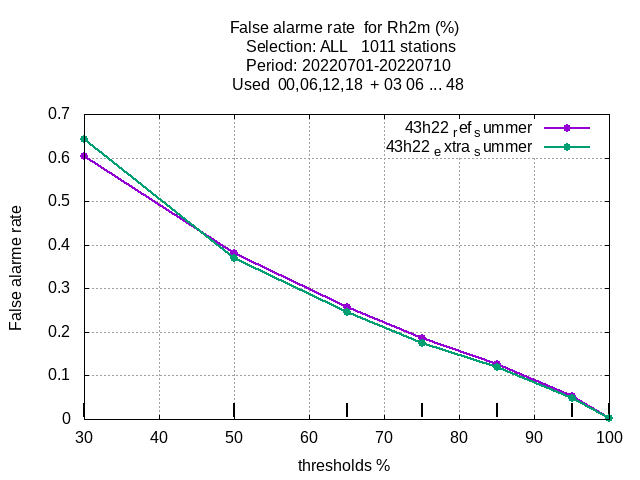 False alarme rate  for Rh2m (%)
Selection: ALL   1011 stations
Period: 20220701-20220710
Used  00,06,12,18  + 03 06 ... 48
0.7
0.6
0.5
0.4
0.3
0.2
0.1
0
False alarme rate
43h22 ref summer
43h22 extra summer
30 40 50 60 70 80 90 100
thresholds %